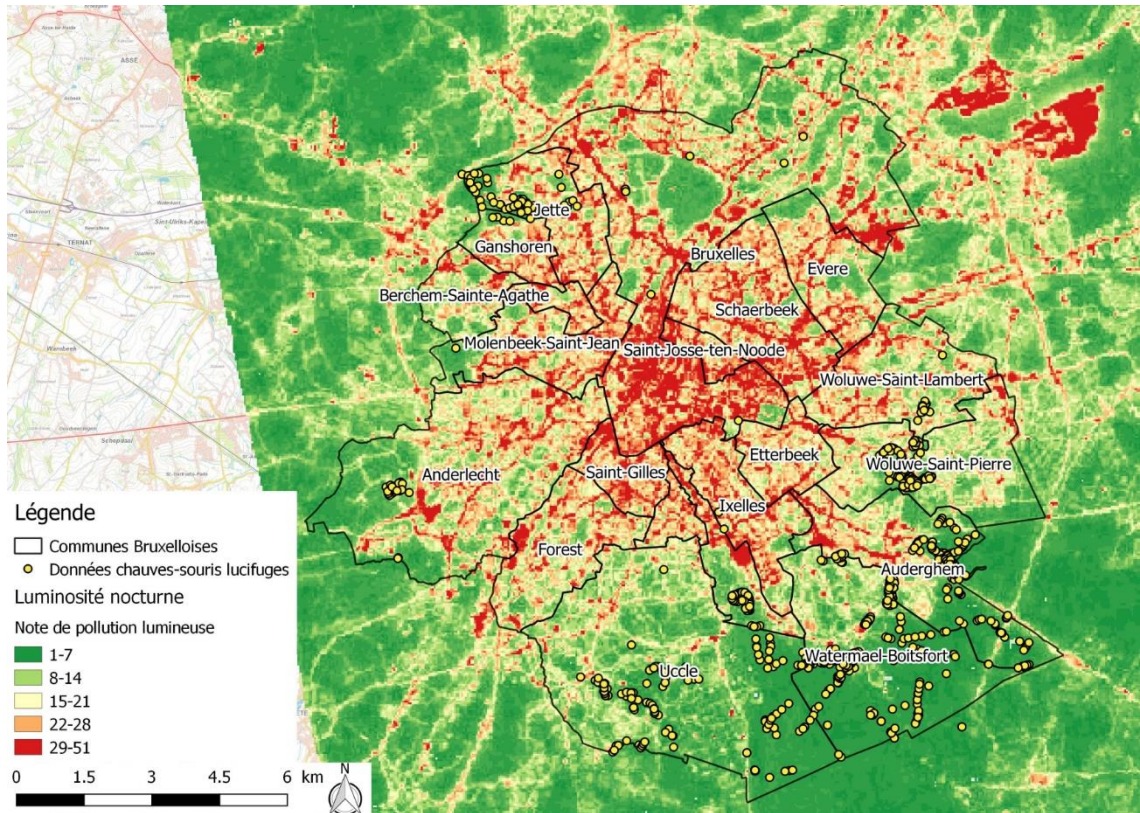 ASSE
TERNAT
Jette
Ganshoren
Bruxelles
Evere
Berchem-Sainte-Agathe
Schaerbeek
Molenbeek-Saint-Jean
Saint-Josse-ten-Noode
Woluwe-Saint-Lambert
Etterbeek
Woluwe-Saint-Pierre
Anderlecht
Saint-Gilles
Ixelles
Forest
Auderghem
Watermael-Boitsfort
Uccle
Légende
Communes Bruxelloises
Données chauves-souris lucifuges
Luminosité nocturne
Note de pollution lumineuse
1-7
8-14
15-21
22-28
29-51
0 1.5 3 4.5 6 km
N